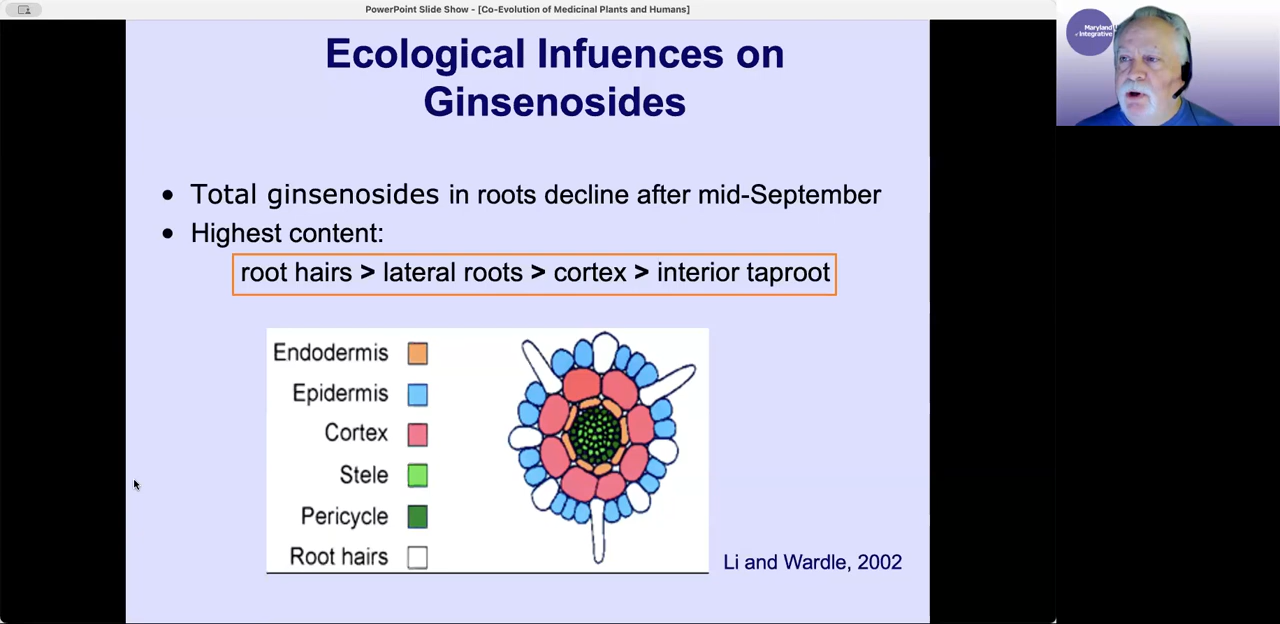 PowerPoint Slide Show - [Co-Evolution of Medicinal Plants and Humans]
Ecological Infuences on
Ginsenosides
• Total ginsenosides in roots decline after mid-September
• Highest content:
root hairs > lateral roots > cortex > interior taproot
Endodermis
Epidermis
Cortex
Stele
Pericycle
Root hairs
Li and Wardle, 2002
Maryland
Integrative